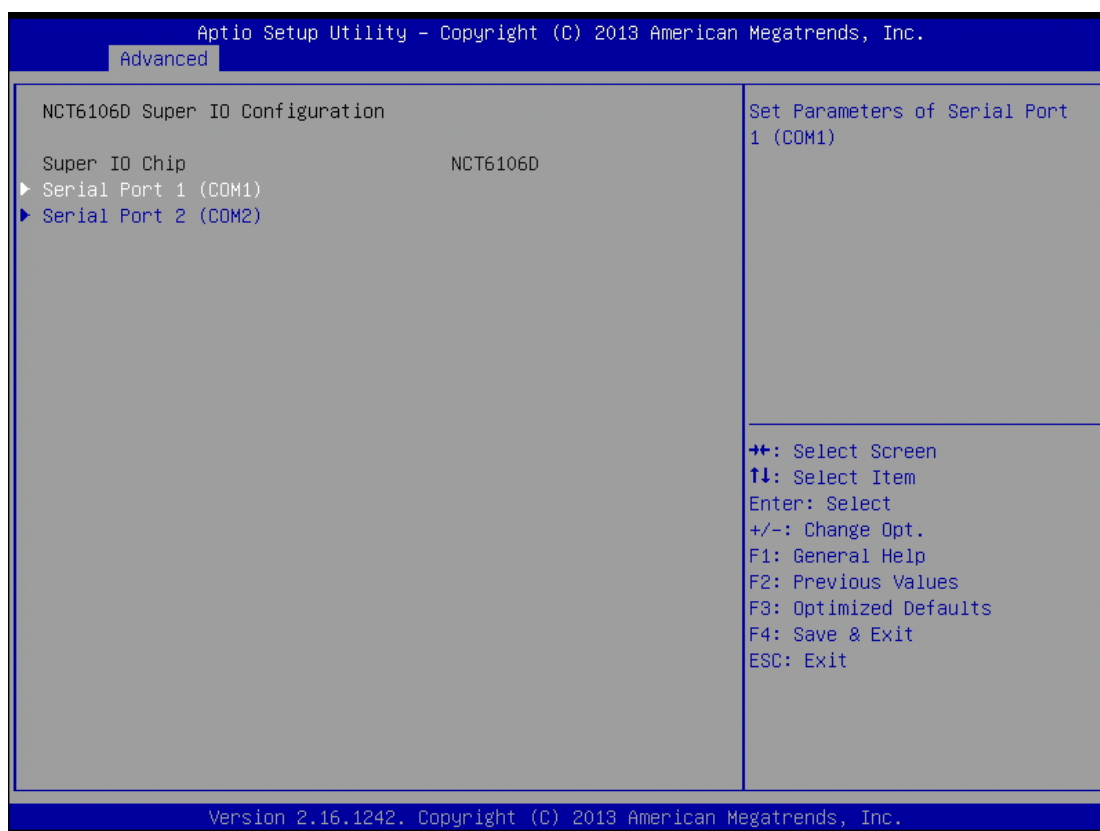 Aptio Setup Utility – Copyright (C) 2013 American Megatrends, Inc.
Advanced
NCT6106D Super IO Configuration
Super IO Chip NCT6106D
Serial Port 1 (COM1)
Serial Port 2 (COM2)
Set Parameters of Serial Port
1 (COM1)
→←: Select Screen
↑↓: Select Item
Enter: Select
+/-: Change Opt.
F1: General Help
F2: Previous Values
F3: Optimized Defaults
F4: Save & Exit
ESC: Exit
Version 2.16.1242. Copyright (C) 2013 American Megatrends, Inc.